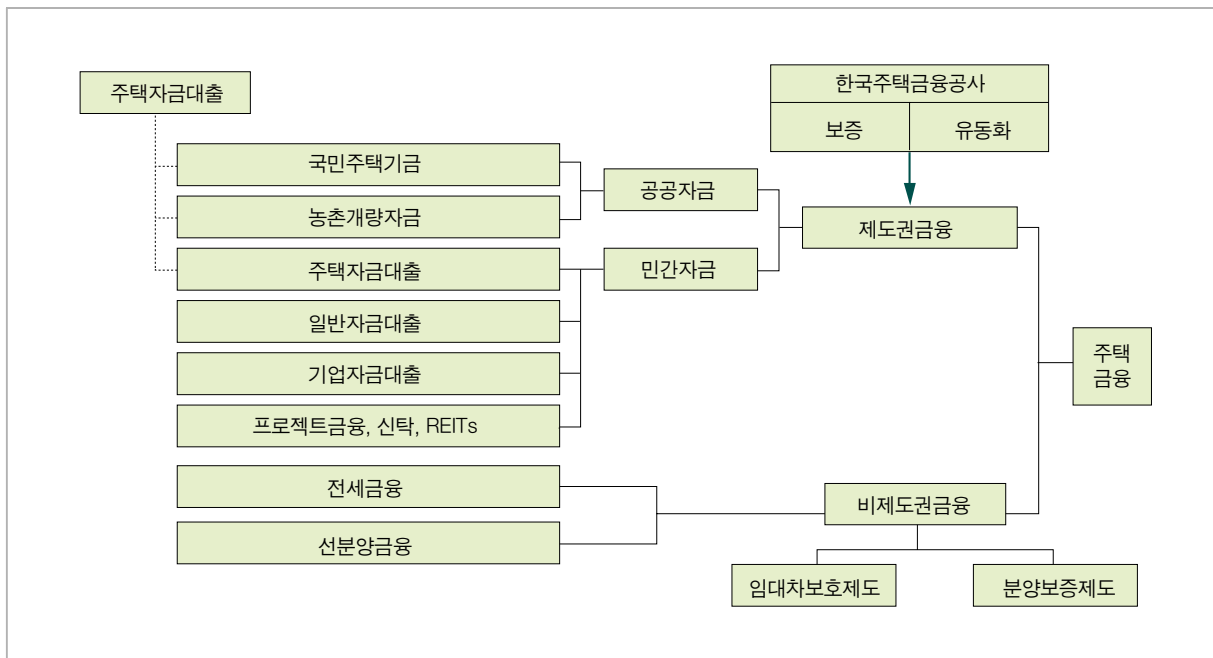 주택자금대출
한국주택금융공사
보증
유동화
국민주택기금
공공자금
농촌개량자금
제도권금융
주택자금대출
민간자금
일반자금대출
기업자금대출
주택
금융
프로젝트금융, 신탁, REITs
전세금융
비제도권금융
선분양금융
임대차보호제도
분양보증제도